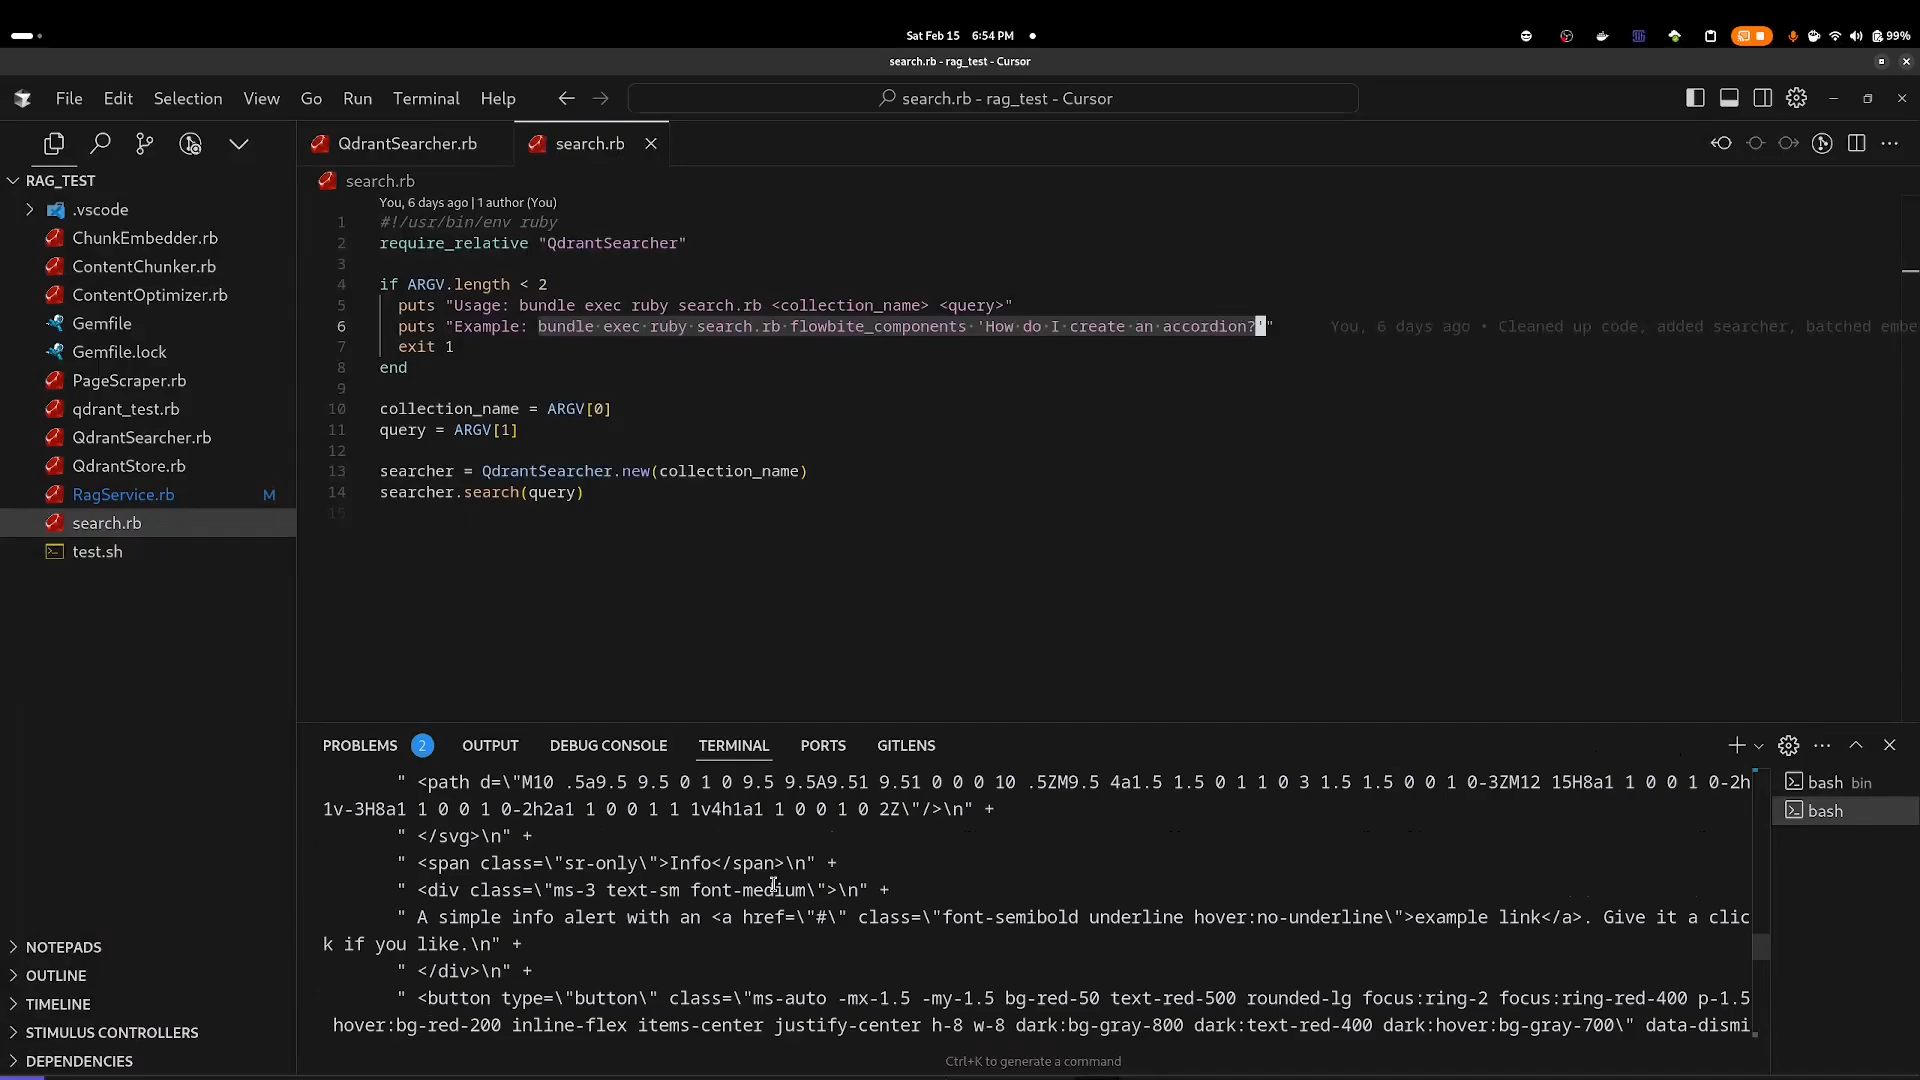 Sat Feb 15 6:54 PM
99%
search.rb - rag_test - Cursor
File Edit Selection View Go Run Terminal Help
search.rb - rag_test - Cursor
QdrantSearcher.rb
search.rb
RAG_TEST
.vscode
ChunkEmbedder.rb
ContentChunker.rb
ContentOptimizer.rb
Gemfile
Gemfile.lock
PageScraper.rb
qdrant_test.rb
QdrantSearcher.rb
QdrantStore.rb
RagService.rb M
search.rb
test.sh
NOTEPADS
OUTLINE
TIMELINE
STIMULUS CONTROLLERS
DEPENDENCIES
search.rb
You, 6 days ago | 1 author (You)
1 #!/usr/bin/env ruby
2 require_relative "QdrantSearcher"
3
4 if ARGV.length < 2
5 puts "Usage: bundle exec ruby search.rb <collection_name> <query>"
6 puts "Example: bundle·exec·ruby·search.rb·flowbite_components·'How·do·I·create·an·accordion?'" You, 6 days ago • Cleaned up code, added searcher, batched embe
7 exit 1
8 end
9
10 collection_name = ARGV[0]
11 query = ARGV[1]
12
13 searcher = QdrantSearcher.new(collection_name)
14 searcher.search(query)
15
PROBLEMS 2 OUTPUT DEBUG CONSOLE TERMINAL PORTS GITLENS
" <path d=\"M10 .5a9.5 9.5 0 1 0 9.5 9.5A9.51 9.51 0 0 0 10 .5ZM9.5 4a1.5 1.5 0 1 1 0 3 1.5 1.5 0 0 1 0-3ZM12 15H8a1 1 0 0 1 0-2h
1v-3H8a1 1 0 0 1 0-2h2a1 1 0 0 1 1 1v4h1a1 1 0 0 1 0 2Z\"/>\n" +
" </svg>\n" +
" <span class=\"sr-only\">Info</span>\n" +
" <div class=\"ms-3 text-sm font-medium\">\n" +
" A simple info alert with an <a href=\"#\" class=\"font-semibold underline hover:no-underline\">example link</a>. Give it a clic
k if you like.\n" +
" </div>\n" +
" <button type=\"button\" class=\"ms-auto -mx-1.5 -my-1.5 bg-red-50 text-red-500 rounded-lg focus:ring-2 focus:ring-red-400 p-1.5
hover:bg-red-200 inline-flex items-center justify-center h-8 w-8 dark:bg-gray-800 dark:text-red-400 dark:hover:bg-gray-700\" data-dismi
Ctrl+K to generate a command
bash bin
bash